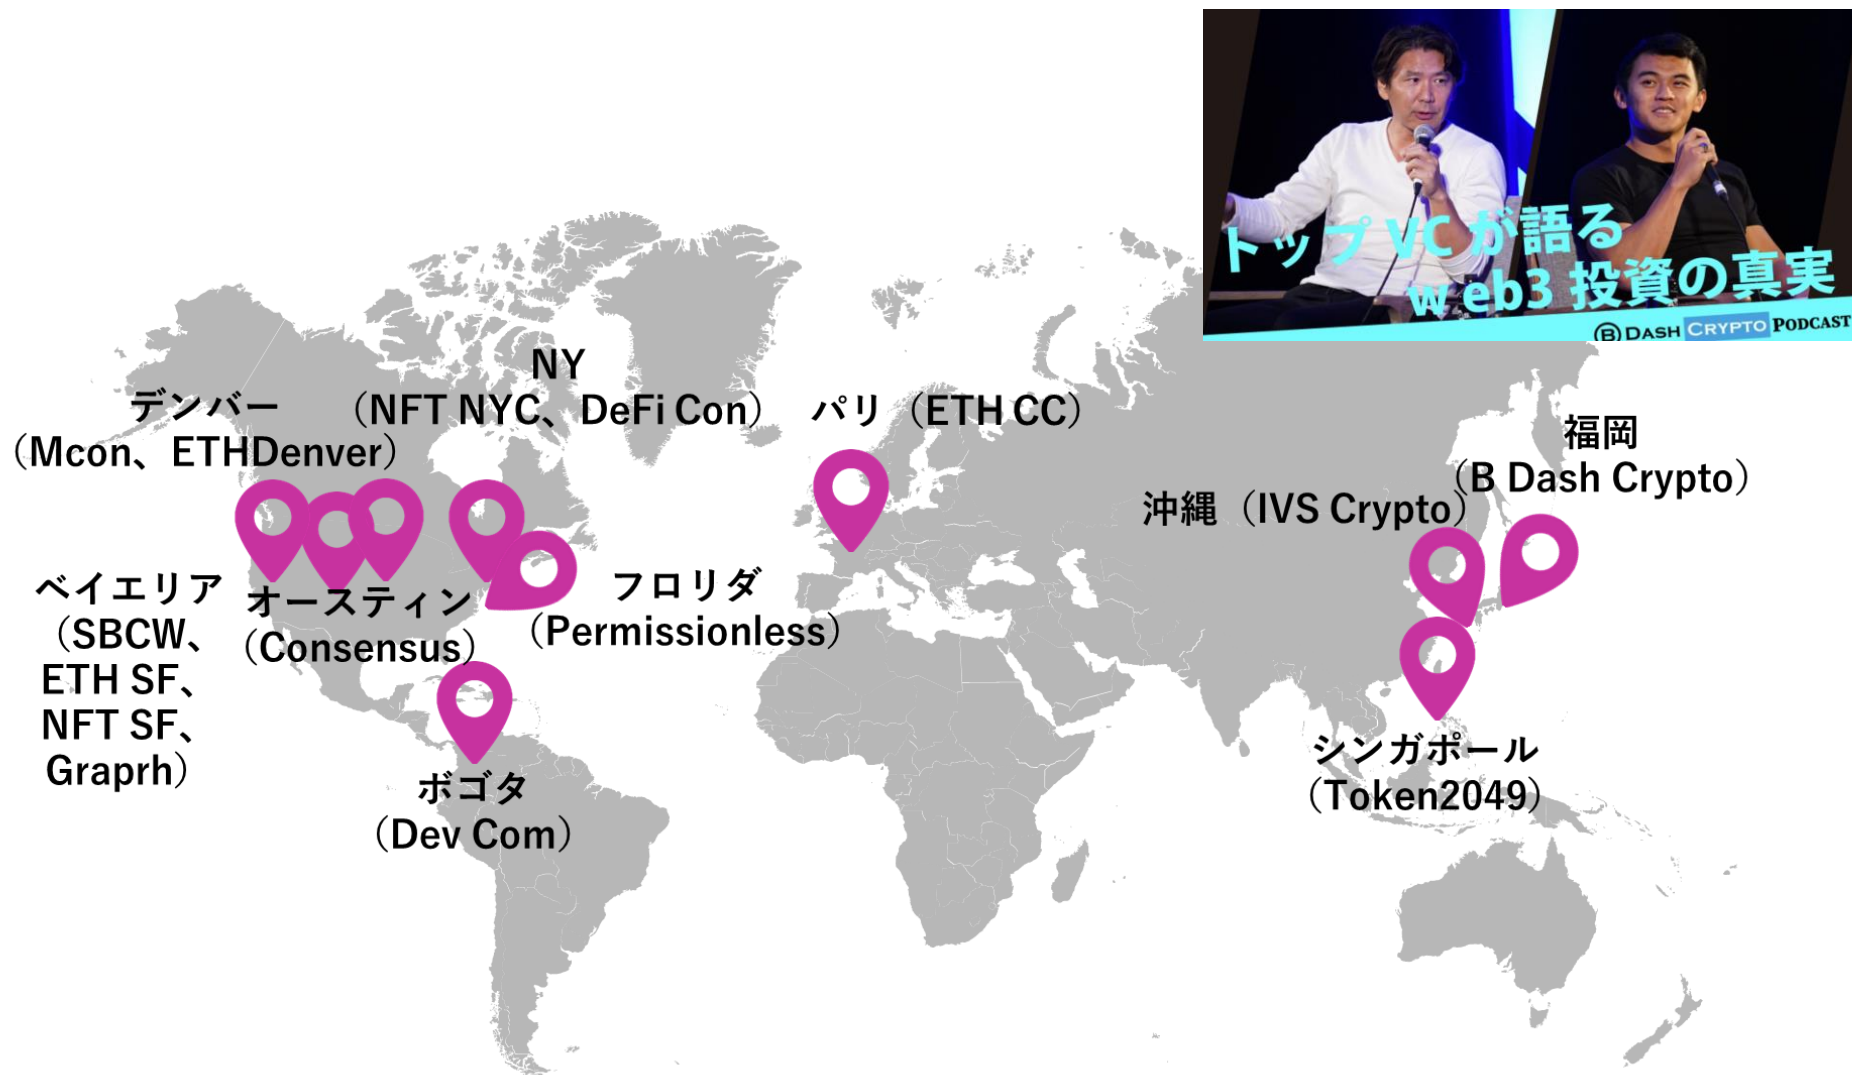 トップ VC が語る
web3 投資の真実
B DASH CRYPTO PODCAST
NY
（NFT NYC、DeFi Con）
デンバー
（Mcon、ETHDenver）
パリ（ETH CC）
福岡
（B Dash Crypto）
沖縄（IVS Crypto）
ベイエリア
（SBCW、
ETH SF、
NFT SF、
Graprh）
オースティン
（Consensus）
フロリダ
（Permissionless）
ボゴタ
（Dev Com）
シンガポール
（Token2049）